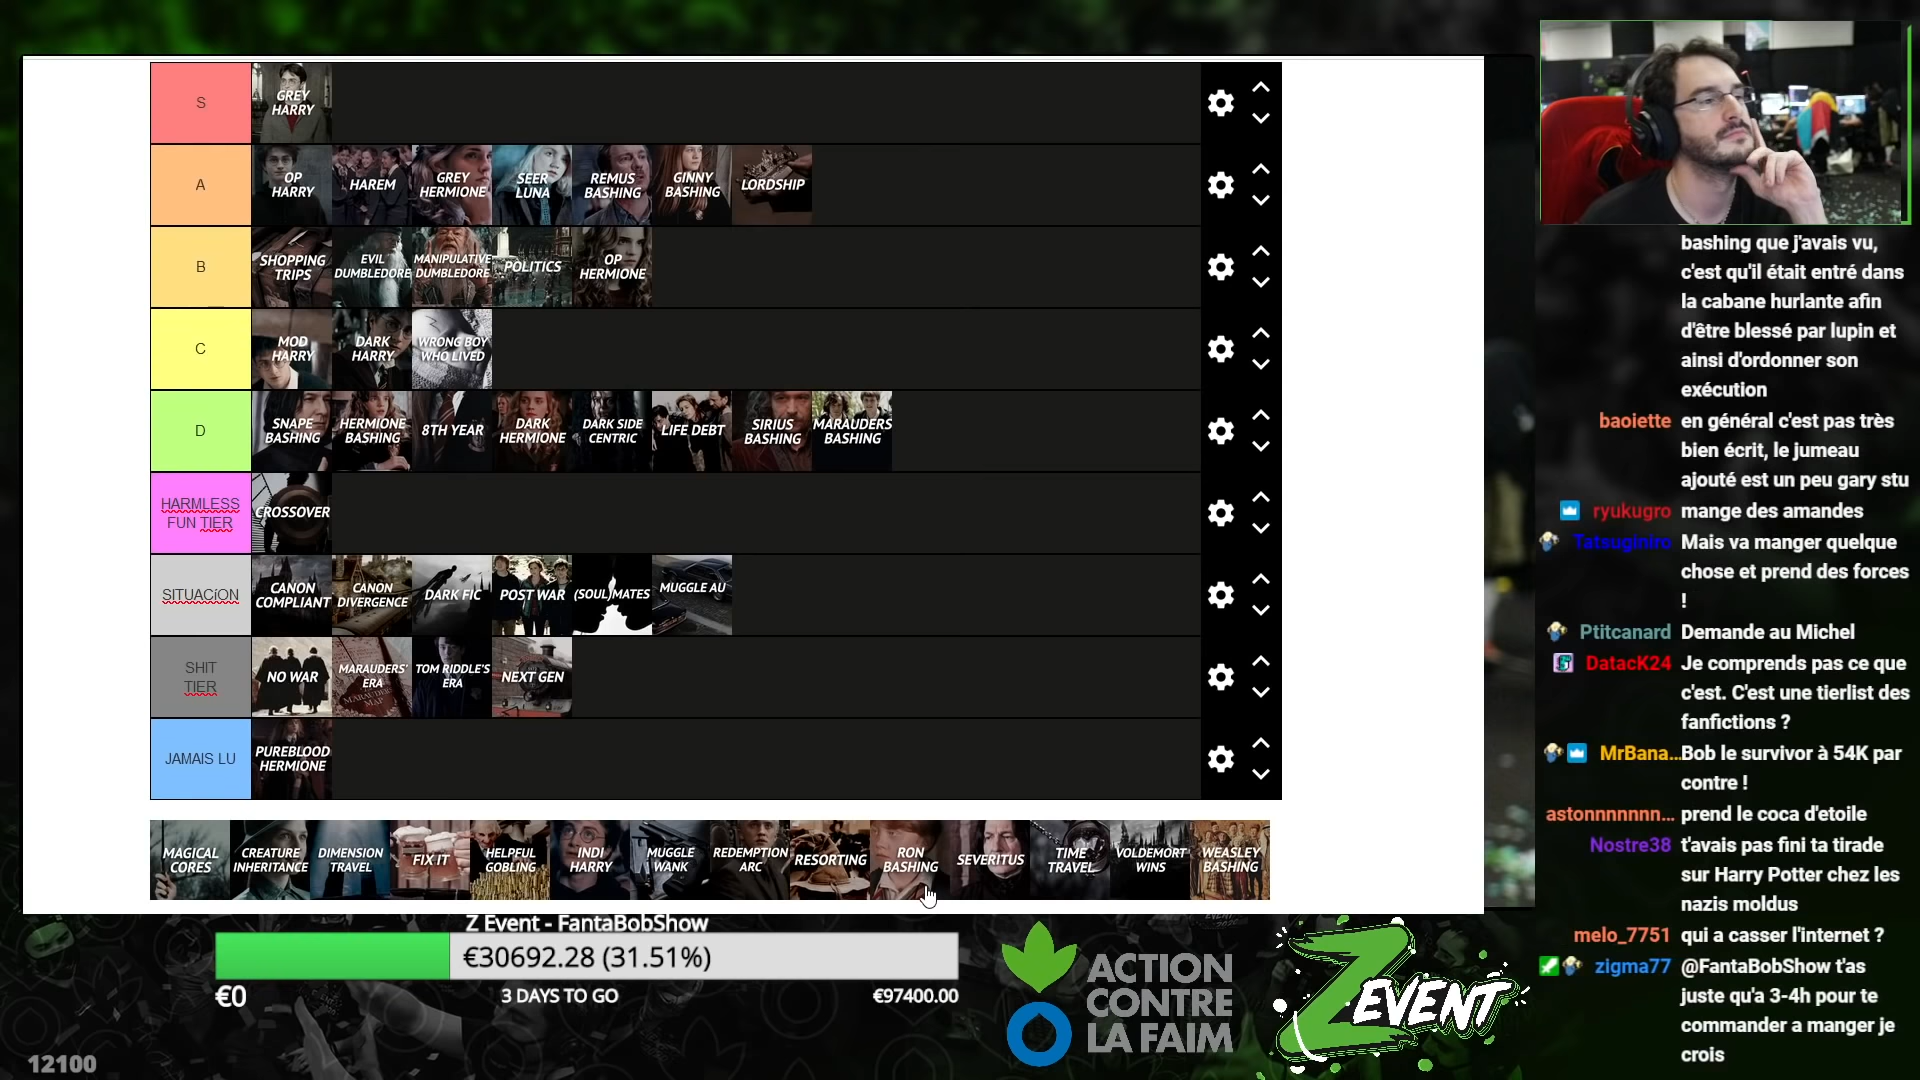 S
GREY
HARRY
A
OP
HARRY
HAREM
GREY
HERMIONE
SEER
LUNA
REMUS
BASHING
GINNY
BASHING
LORDSHIP
B
SHOPPING
TRIPS
EVIL
DUMBLEDORE
MANIPULATIVE
DUMBLEDORE
POLITICS
OP
HERMIONE
C
MOD
HARRY
DARK
HARRY
WRONG BOY
WHO LIVED
D
SNAPE
BASHING
HERMIONE
BASHING
8TH YEAR
DARK
HERMIONE
DARK SIDE
CENTRIC
LIFE DEBT
SIRIUS
BASHING
MARAUDERS
BASHING
HARMLESS
FUN TIER
CROSSOVER
SITUACíON
CANON
COMPLIANT
CANON
DIVERGENCE
DARK FIC
POST WAR
(SOUL)MATES
MUGGLE AU
SHIT
TIER
NO WAR
MARAUDERS'
ERA
TOM RIDDLE'S
ERA
NEXT GEN
JAMAIS LU
PUREBLOOD
HERMIONE
MAGICAL
CORES
CREATURE
INHERITANCE
DIMENSION
TRAVEL
FIX IT
HELPFUL
GOBLING
INDI
HARRY
MUGGLE
WANK
REDEMPTION
ARC
RESORTING
RON
BASHING
SEVERITUS
TIME
TRAVEL
VOLDEMORT
WINS
WEASLEY
BASHING
Z Event - FantaBobShow
€30692.28 (31.51%)
€0
3 DAYS TO GO
€97400.00
ACTION
CONTRE
LA FAIM
ZEVENT
12100
bashing que j'avais vu,
c'est qu'il était entré dans
la cabane hurlante afin
d'être blessé par lupin et
ainsi d'ordonner son
exécution
baoiette en général c'est pas très
bien écrit, le jumeau
ajouté est un peu gary stu
ryukugro mange des amandes
Tatsuginiro Mais va manger quelque
chose et prend des forces
!
Ptitcanard Demande au Michel
DatacK24 Je comprends pas ce que
c'est. C'est une tierlist des
fanfictions ?
MrBana... Bob le survivor à 54K par
contre !
astonnnnnnn... prend le coca d'etoile
Nostre38 t'avais pas fini ta tirade
sur Harry Potter chez les
nazis moldus
melo_7751 qui a casser l'internet ?
zigma77 @FantaBobShow t'as
juste qu'a 3-4h pour te
commander a manger je
crois